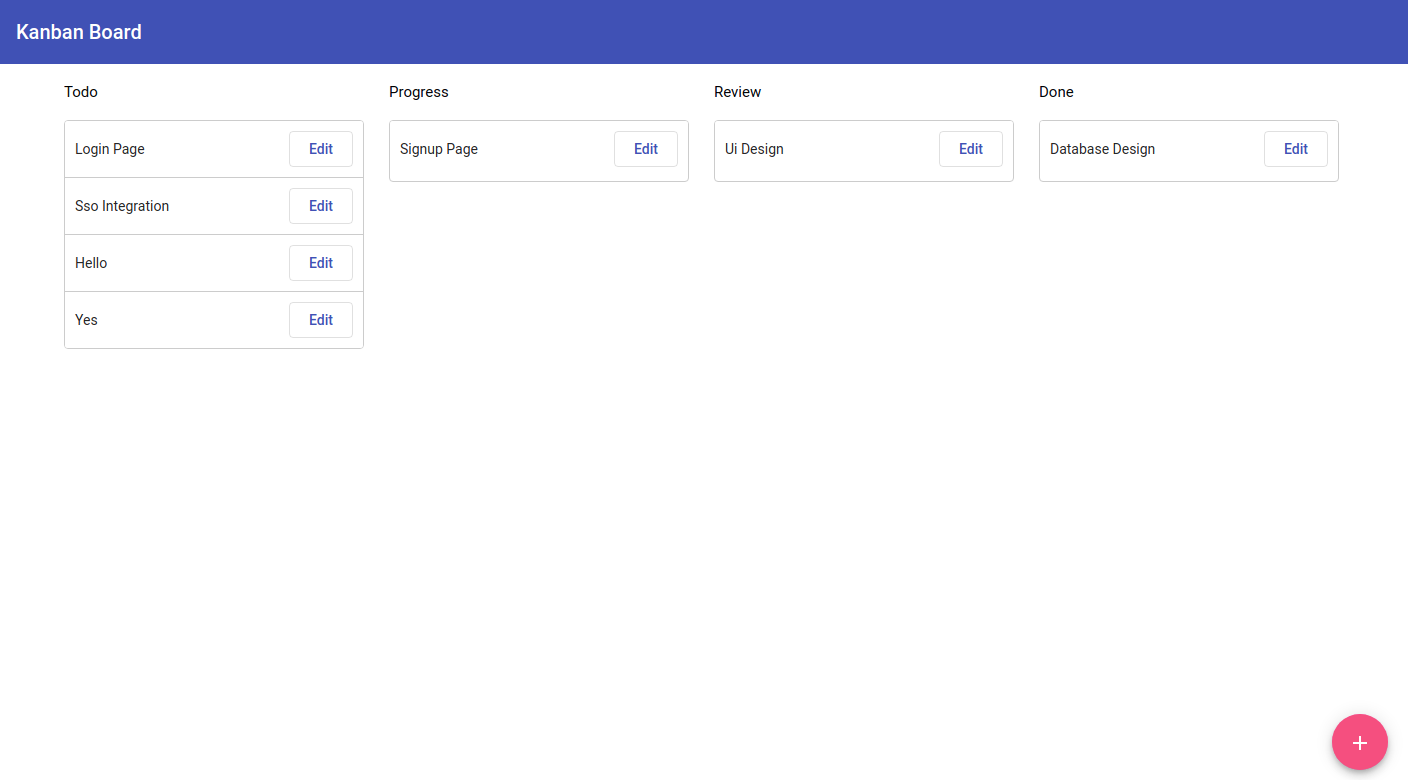 Kanban Board
Todo
Login Page Edit
Sso Integration Edit
Hello Edit
Yes Edit
Progress
Signup Page Edit
Review
Ui Design Edit
Done
Database Design Edit
+